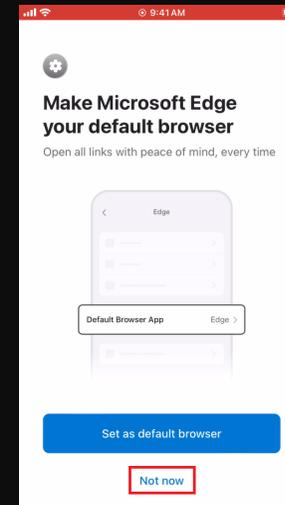 9:41 AM
Make Microsoft Edge
your default browser
Open all links with peace of mind, every time
Edge
Default Browser App Edge
Set as default browser
Not now